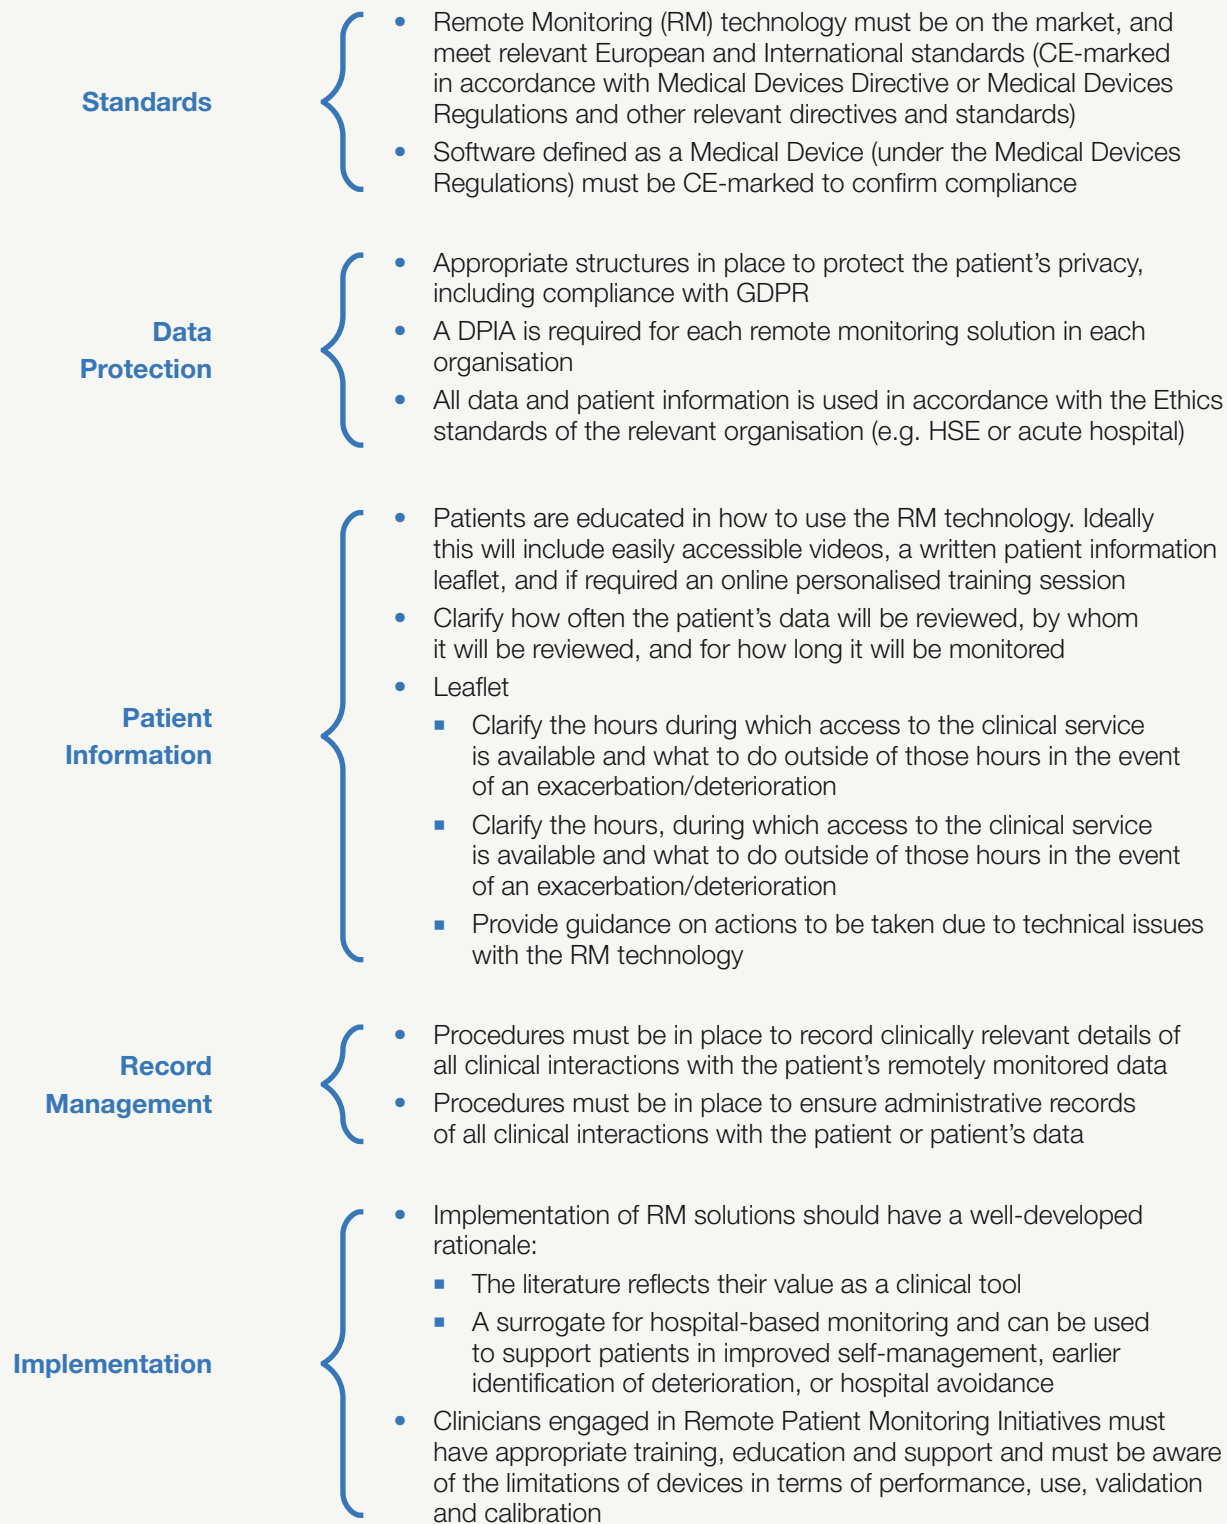 Standards
• Remote Monitoring (RM) technology must be on the market, and
meet relevant European and International standards (CE-marked
in accordance with Medical Devices Directive or Medical Devices
Regulations and other relevant directives and standards)
• Software defined as a Medical Device (under the Medical Devices
Regulations) must be CE-marked to confirm compliance
Data
Protection
• Appropriate structures in place to protect the patient’s privacy,
including compliance with GDPR
• A DPIA is required for each remote monitoring solution in each
organisation
• All data and patient information is used in accordance with the Ethics
standards of the relevant organisation (e.g. HSE or acute hospital)
Patient
Information
• Patients are educated in how to use the RM technology. Ideally
this will include easily accessible videos, a written patient information
leaflet, and if required an online personalised training session
• Clarify how often the patient’s data will be reviewed, by whom
it will be reviewed, and for how long it will be monitored
• Leaflet
▪ Clarify the hours during which access to the clinical service
is available and what to do outside of those hours in the event
of an exacerbation/deterioration
▪ Clarify the hours, during which access to the clinical service
is available and what to do outside of those hours in the event
of an exacerbation/deterioration
▪ Provide guidance on actions to be taken due to technical issues
with the RM technology
Record
Management
• Procedures must be in place to record clinically relevant details of
all clinical interactions with the patient’s remotely monitored data
• Procedures must be in place to ensure administrative records
of all clinical interactions with the patient or patient’s data
Implementation
• Implementation of RM solutions should have a well-developed
rationale:
▪ The literature reflects their value as a clinical tool
▪ A surrogate for hospital-based monitoring and can be used
to support patients in improved self-management, earlier
identification of deterioration, or hospital avoidance
• Clinicians engaged in Remote Patient Monitoring Initiatives must
have appropriate training, education and support and must be aware
of the limitations of devices in terms of performance, use, validation
and calibration